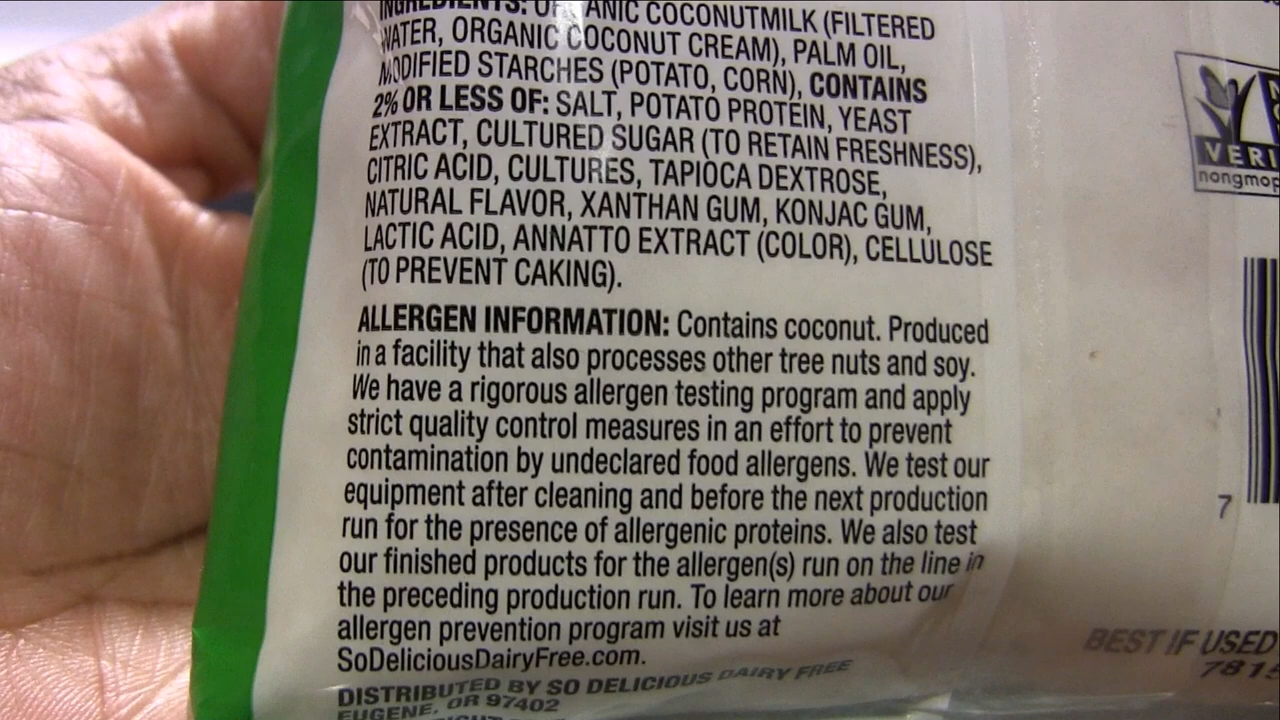 INGREDIENTS: ORGANIC COCONUTMILK (FILTERED
WATER, ORGANIC COCONUT CREAM), PALM OIL,
MODIFIED STARCHES (POTATO, CORN), CONTAINS
2% OR LESS OF: SALT, POTATO PROTEIN, YEAST
EXTRACT, CULTURED SUGAR (TO RETAIN FRESHNESS),
CITRIC ACID, CULTURES, TAPIOCA DEXTROSE,
NATURAL FLAVOR, XANTHAN GUM, KONJAC GUM,
LACTIC ACID, ANNATTO EXTRACT (COLOR), CELLULOSE
(TO PREVENT CAKING).
ALLERGEN INFORMATION: Contains coconut. Produced
in a facility that also processes other tree nuts and soy.
We have a rigorous allergen testing program and apply
strict quality control measures in an effort to prevent
contamination by undeclared food allergens. We test our
equipment after cleaning and before the next production
run for the presence of allergenic proteins. We also test
our finished products for the allergen(s) run on the line in
the preceding production run. To learn more about our
allergen prevention program visit us at
SoDeliciousDairyFree.com.
DISTRIBUTED BY SO DELICIOUS DAIRY FREE
EUGENE, OR 97402
VERI
nongmop
7
BEST IF USED
7815